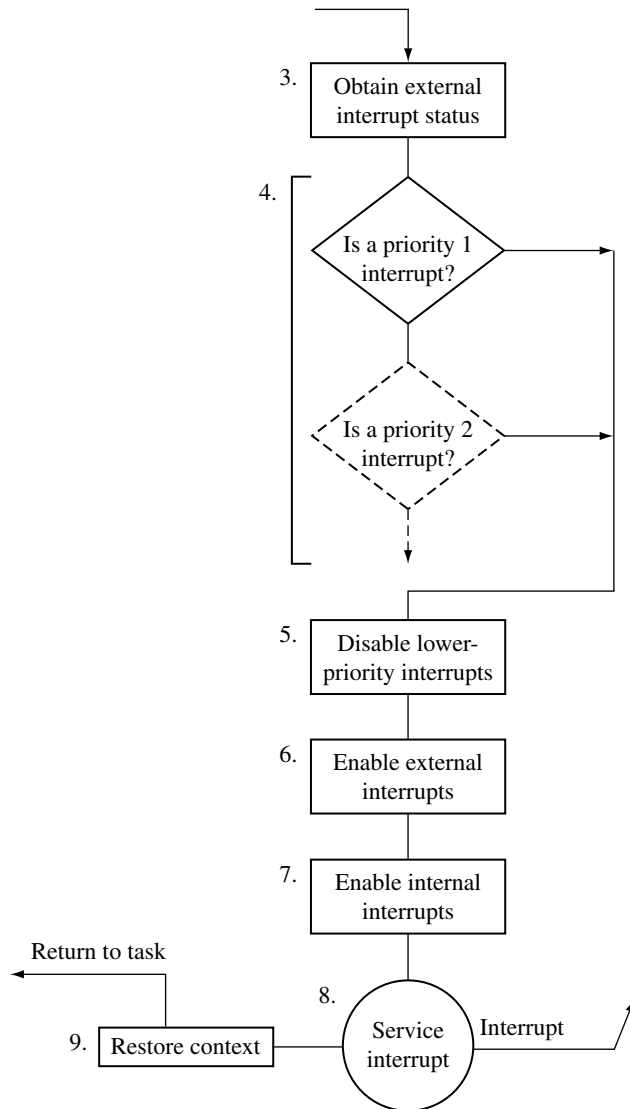 3.
Obtain external
interrupt status
4.
Is a priority 1
interrupt?
Is a priority 2
interrupt?
5.
Disable lower-
priority interrupts
6.
Enable external
interrupts
7.
Enable internal
interrupts
Return to task
8.
Service
interrupt
Interrupt
9.
Restore context